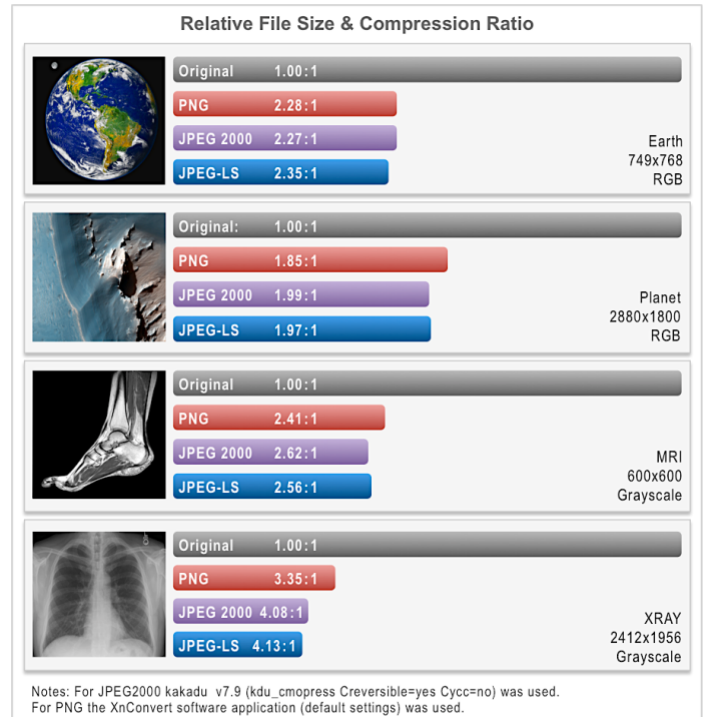 Relative File Size & Compression Ratio
Original 1.00:1
PNG 2.28:1
JPEG 2000 2.27:1
JPEG-LS 2.35:1
Earth
749x768
RGB
Original: 1.00:1
PNG 1.85:1
JPEG 2000 1.99:1
JPEG-LS 1.97:1
Planet
2880x1800
RGB
Original 1.00:1
PNG 2.41:1
JPEG 2000 2.62:1
JPEG-LS 2.56:1
MRI
600x600
Grayscale
Original 1.00:1
PNG 3.35:1
JPEG 2000 4.08:1
JPEG-LS 4.13:1
XRAY
2412x1956
Grayscale
Notes: For JPEG2000 kakadu v7.9 (kdu_cmopress Creversible=yes Cycc=no) was used.
For PNG the XnConvert software application (default settings) was used.